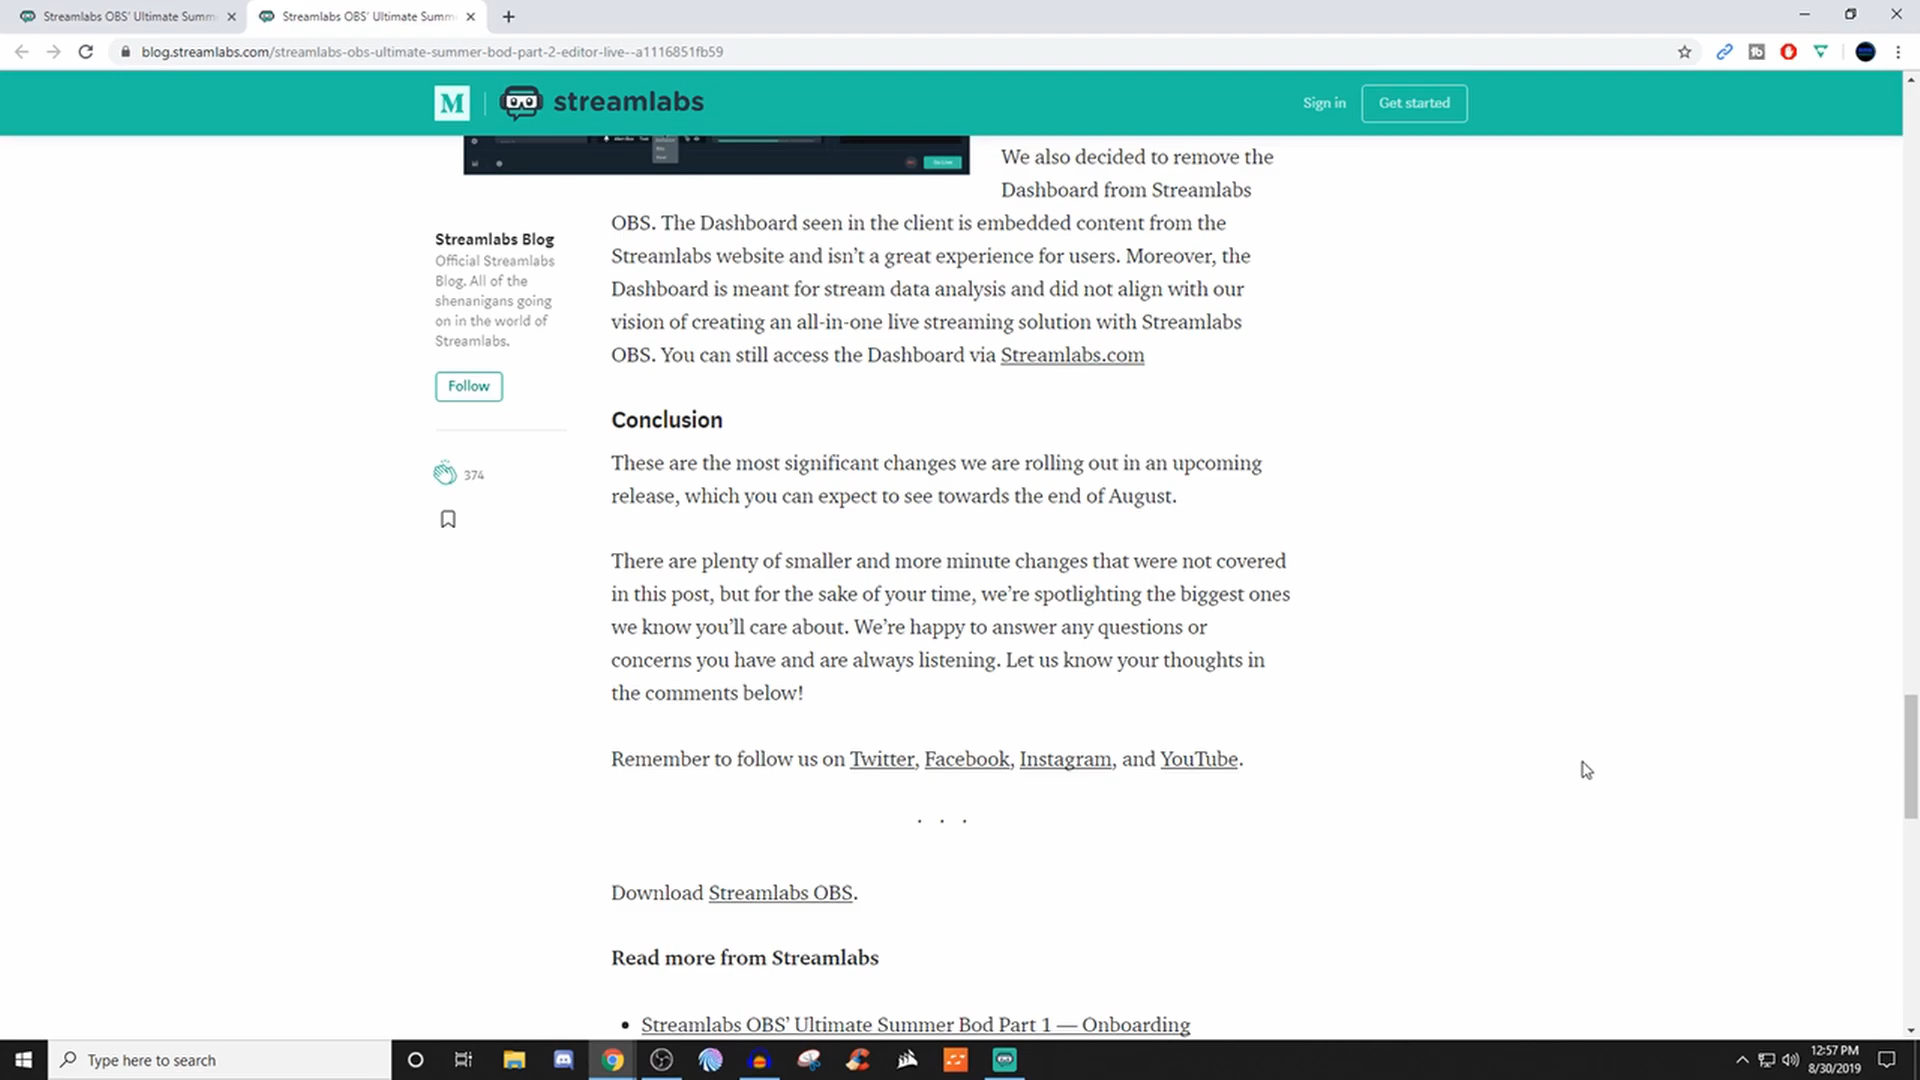 Streamlabs OBS' Ultimate Summ
Streamlabs OBS' Ultimate Summ
blog.streamlabs.com/streamlabs-obs-ultimate-summer-bod-part-2-editor-live--a1116851fb59
M
streamlabs
Sign in
Get started
Go Live
We also decided to remove the
Dashboard from Streamlabs
OBS. The Dashboard seen in the client is embedded content from the
Streamlabs website and isn't a great experience for users. Moreover, the
Dashboard is meant for stream data analysis and did not align with our
vision of creating an all-in-one live streaming solution with Streamlabs
OBS. You can still access the Dashboard via Streamlabs.com
Streamlabs Blog
Official Streamlabs
Blog. All of the
shenanigans going
on in the world of
Streamlabs.
Follow
374
Conclusion
These are the most significant changes we are rolling out in an upcoming
release, which you can expect to see towards the end of August.
There are plenty of smaller and more minute changes that were not covered
in this post, but for the sake of your time, we're spotlighting the biggest ones
we know you'll care about. We're happy to answer any questions or
concerns you have and are always listening. Let us know your thoughts in
the comments below!
Remember to follow us on Twitter, Facebook, Instagram, and YouTube.
. . .
Download Streamlabs OBS.
Read more from Streamlabs
• Streamlabs OBS' Ultimate Summer Bod Part 1 — Onboarding
Type here to search
12:57 PM
8/30/2019